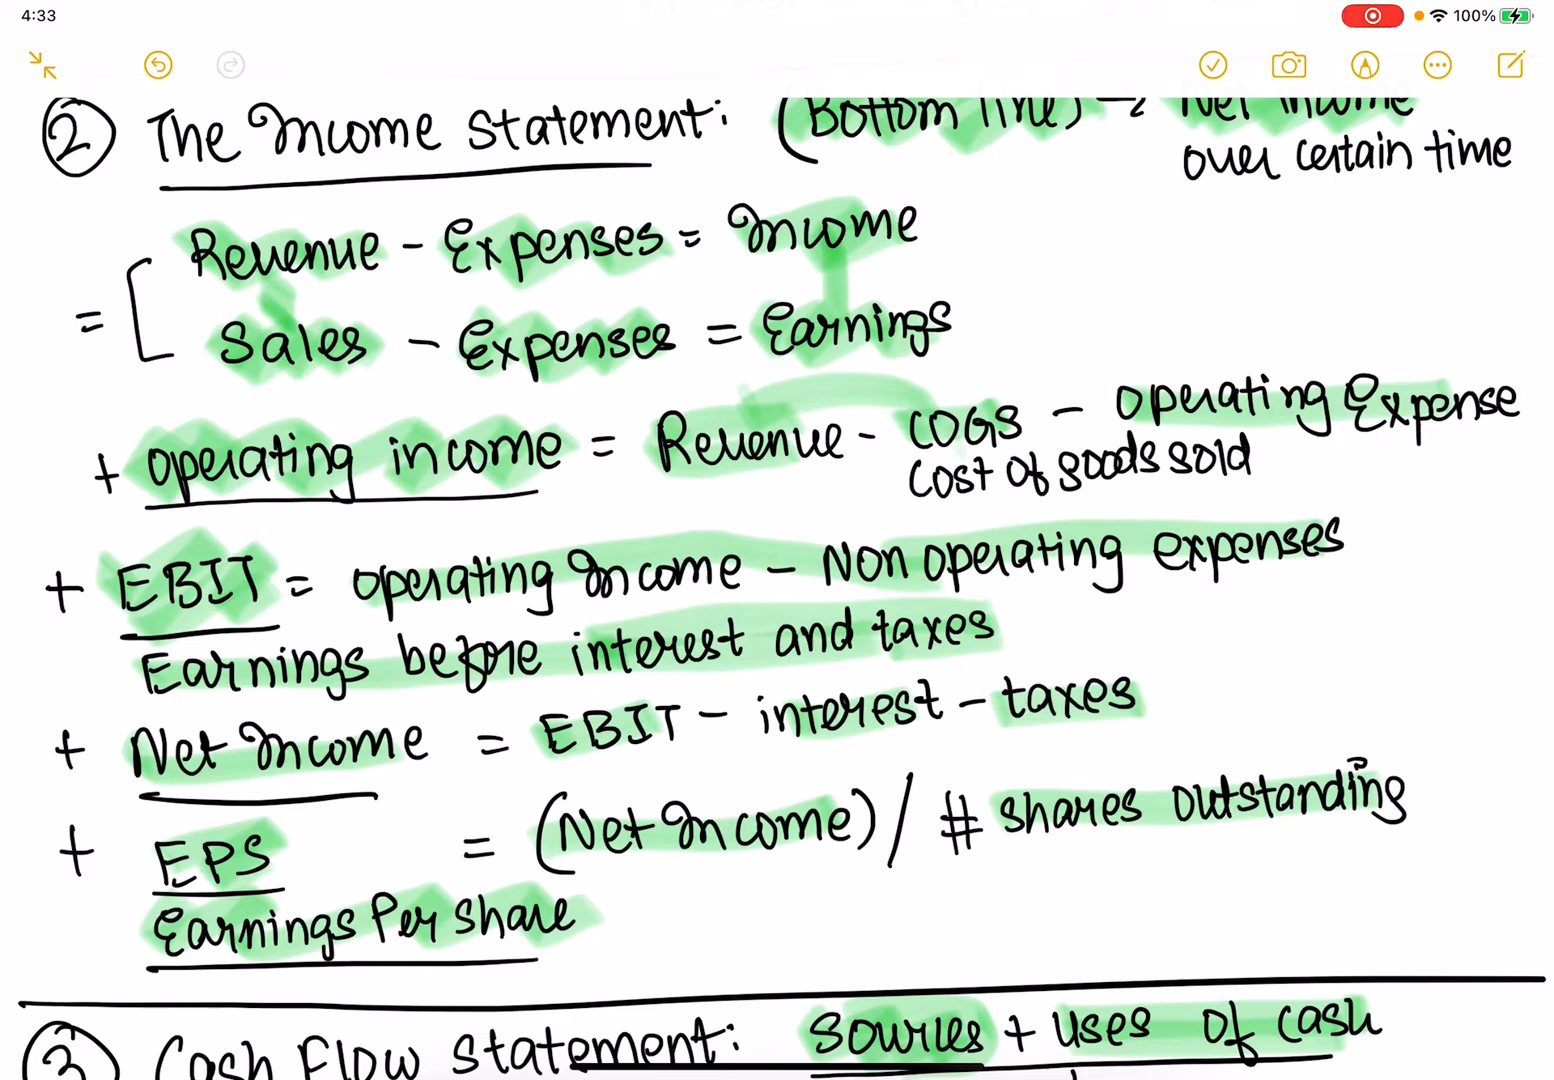 4:33
100%
② The Income statement: (Bottom line) → Net income
over certain time
Revenue - Expenses = Income
= [
Sales - Expenses = Earnings
+ operating income = Revenue - COGS - operating Expense
cost of goods sold
+ EBIT = operating Income - Non operating expenses
Earnings before interest and taxes
+ Net Income = EBIT - interest - taxes
+ EPS = (Net Income) / # shares outstanding
Earnings Per share
③ Cash Flow statement: sources + uses of cash